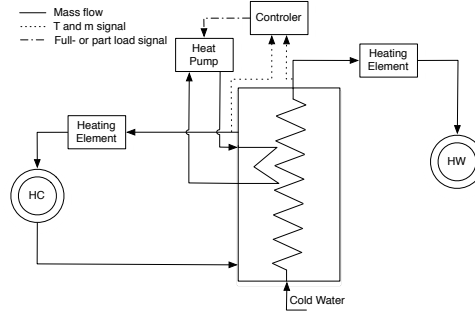 Mass flow
T and m signal
Full- or part load signal
Controler
Heat
Pump
Heating
Element
Heating
Element
HC
HW
Cold Water